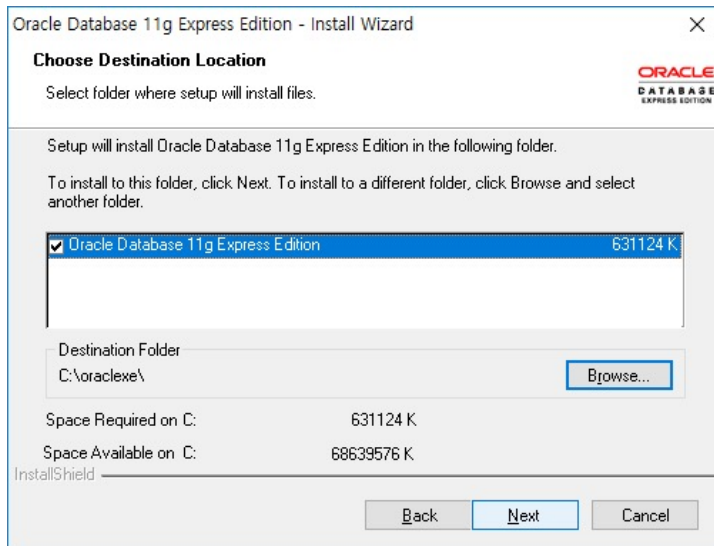 Oracle Database 11g Express Edition - Install Wizard
Choose Destination Location
Select folder where setup will install files.
ORACLE
DATABASE
EXPRESS EDITION
Setup will install Oracle Database 11g Express Edition in the following folder.
To install to this folder, click Next. To install to a different folder, click Browse and select
another folder.
Oracle Database 11g Express Edition 631124 K
Destination Folder
C:\oraclexe\
Browse...
Space Required on C: 631124 K
Space Available on C: 68639576 K
InstallShield
Back Next Cancel